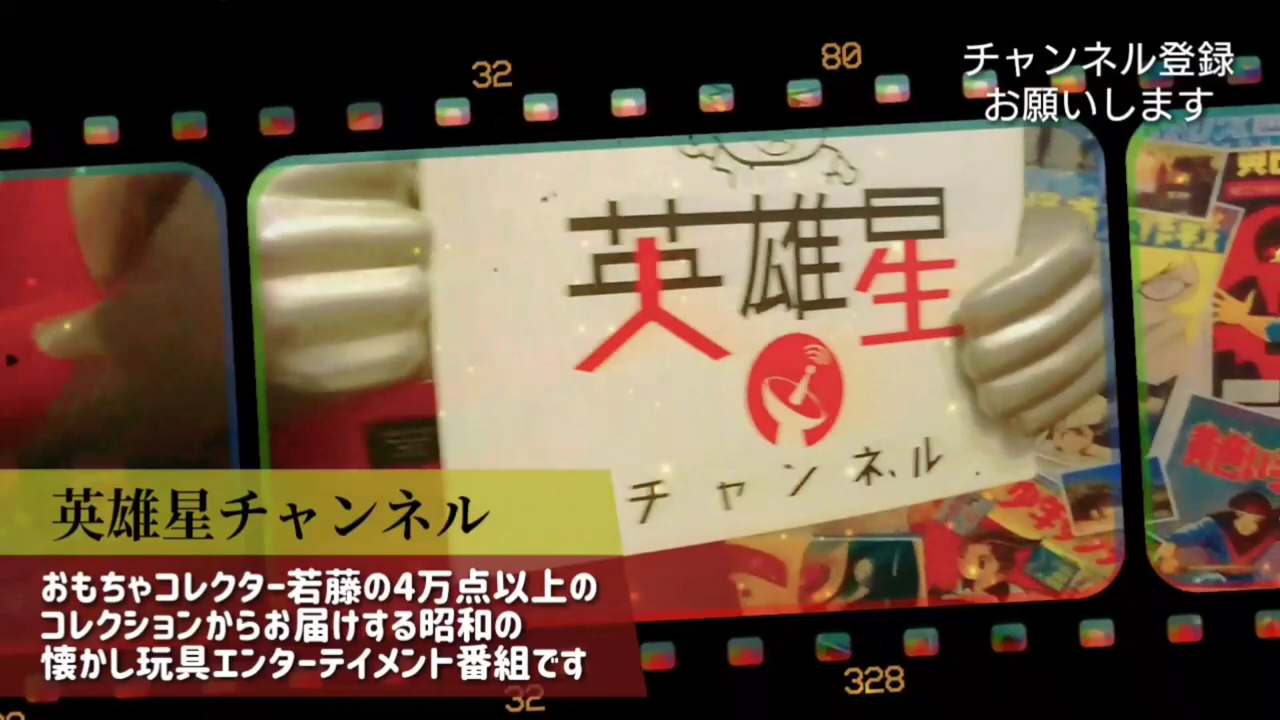 32
80
チャンネル登録
お願いします
英雄星
チャンネル
英雄星チャンネル
おもちゃコレクター若藤の4万点以上の
コレクションからお届けする昭和の
懐かし玩具エンターテイメント番組です
32
328